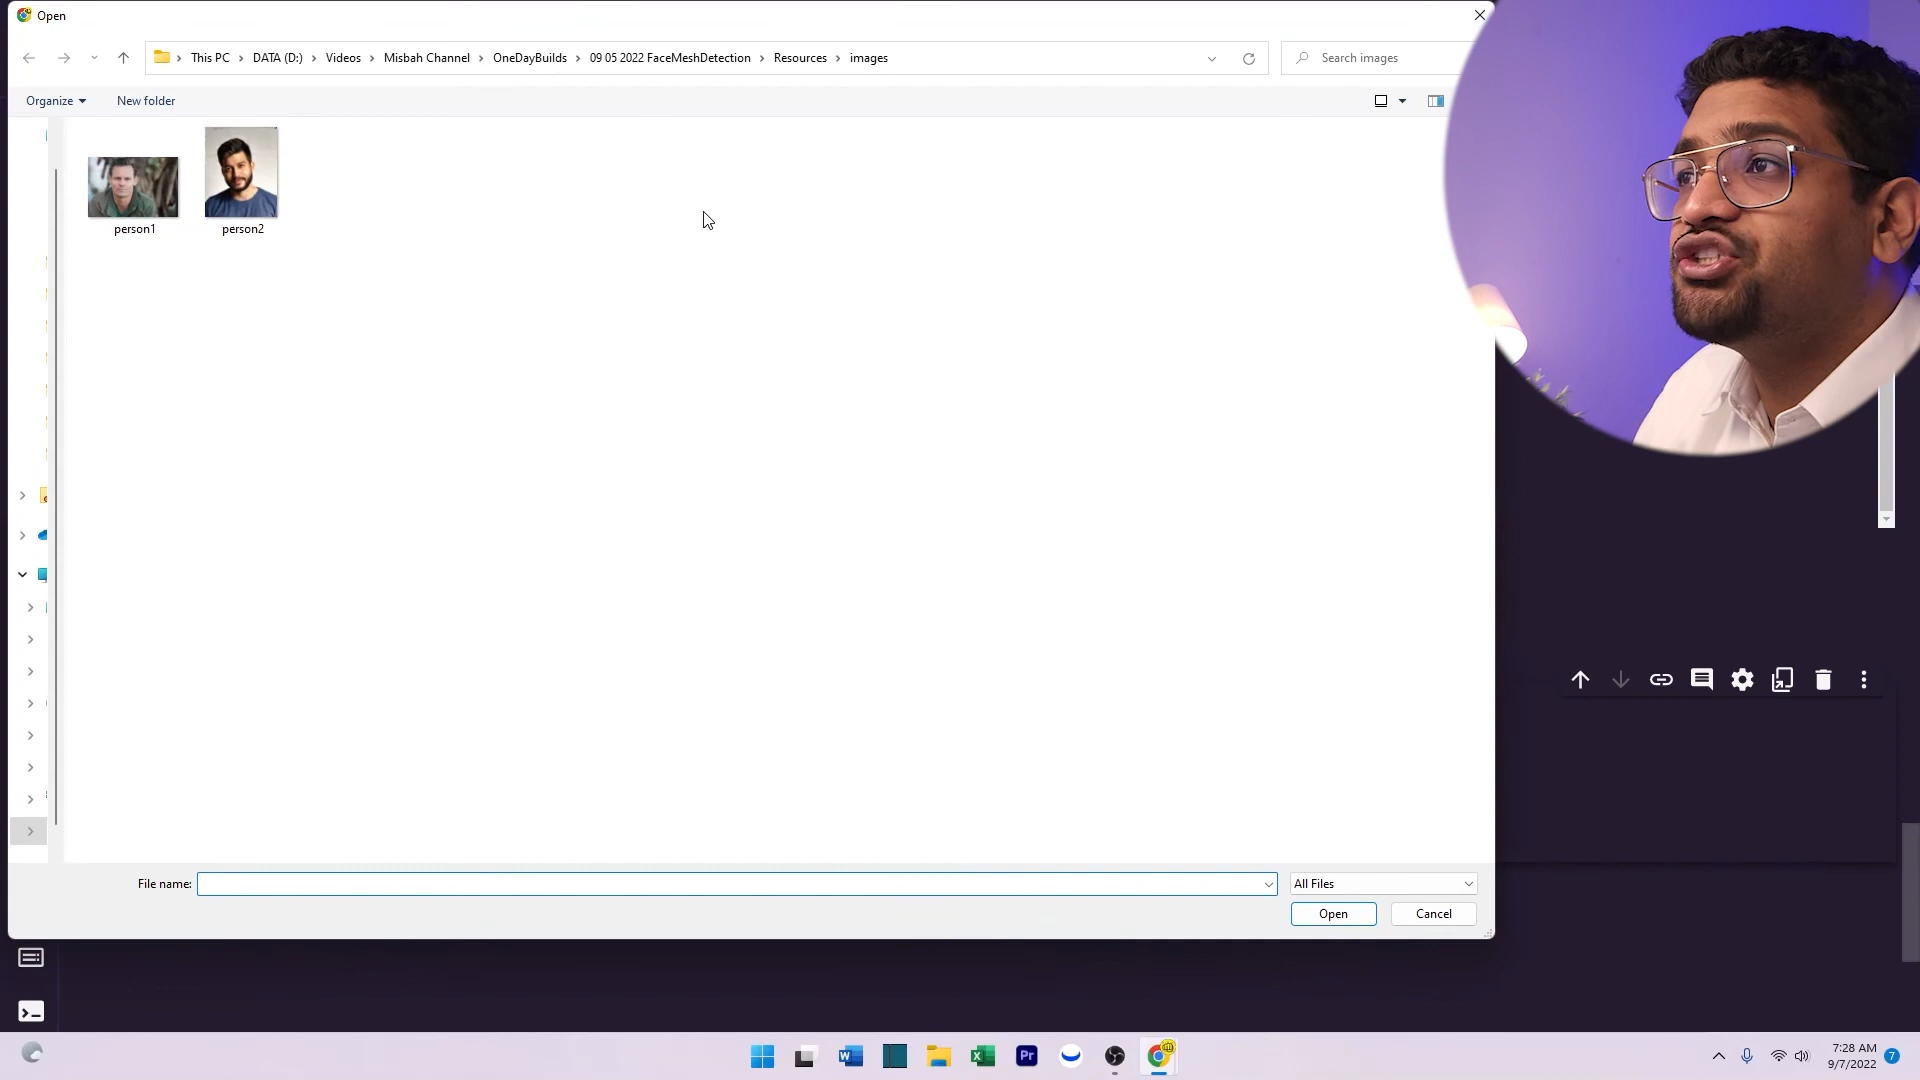 Open
This PC > DATA (D:) > Videos > Misbah Channel > OneDayBuilds > 09 05 2022 FaceMeshDetection > Resources > images
Search images
Organize
New folder
person1
person2
File name:
All Files
Open
Cancel
7:28 AM
9/7/2022
7